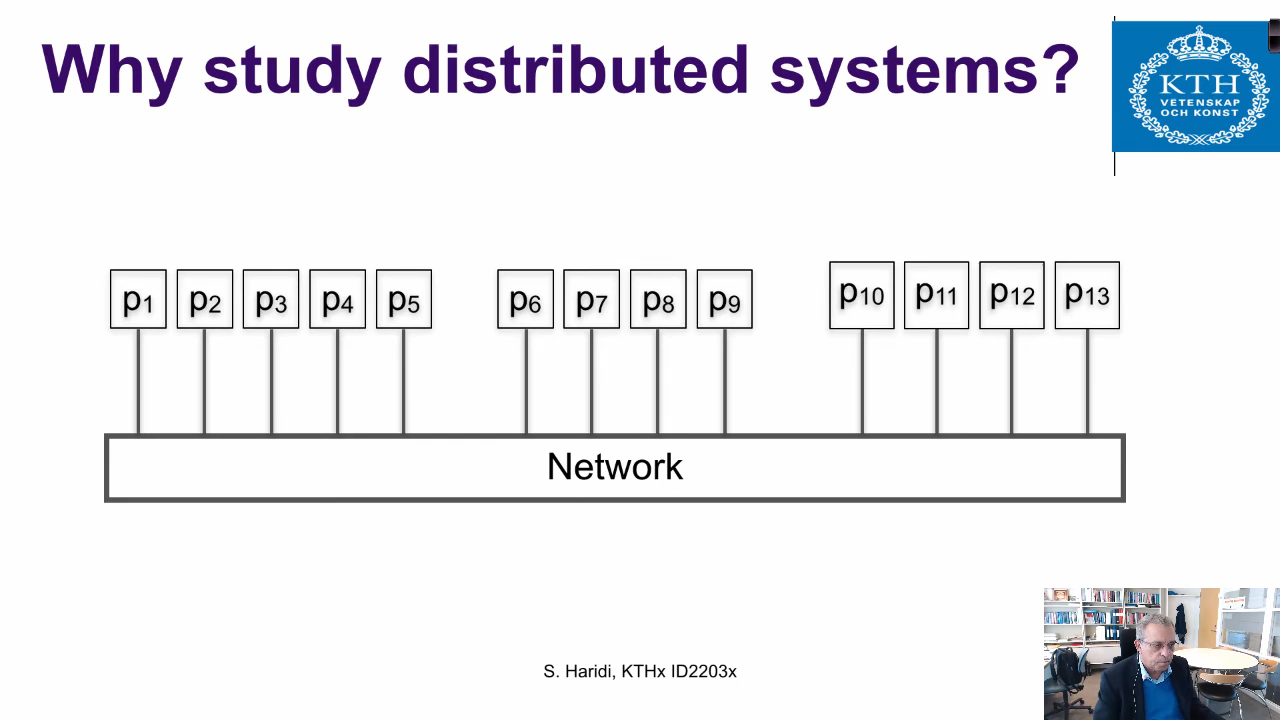 Why study distributed systems?
KTH
VETENSKAP
OCH KONST
p1 p2 p3 p4 p5 p6 p7 p8 p9 p10 p11 p12 p13
Network
S. Haridi, KTHx ID2203x